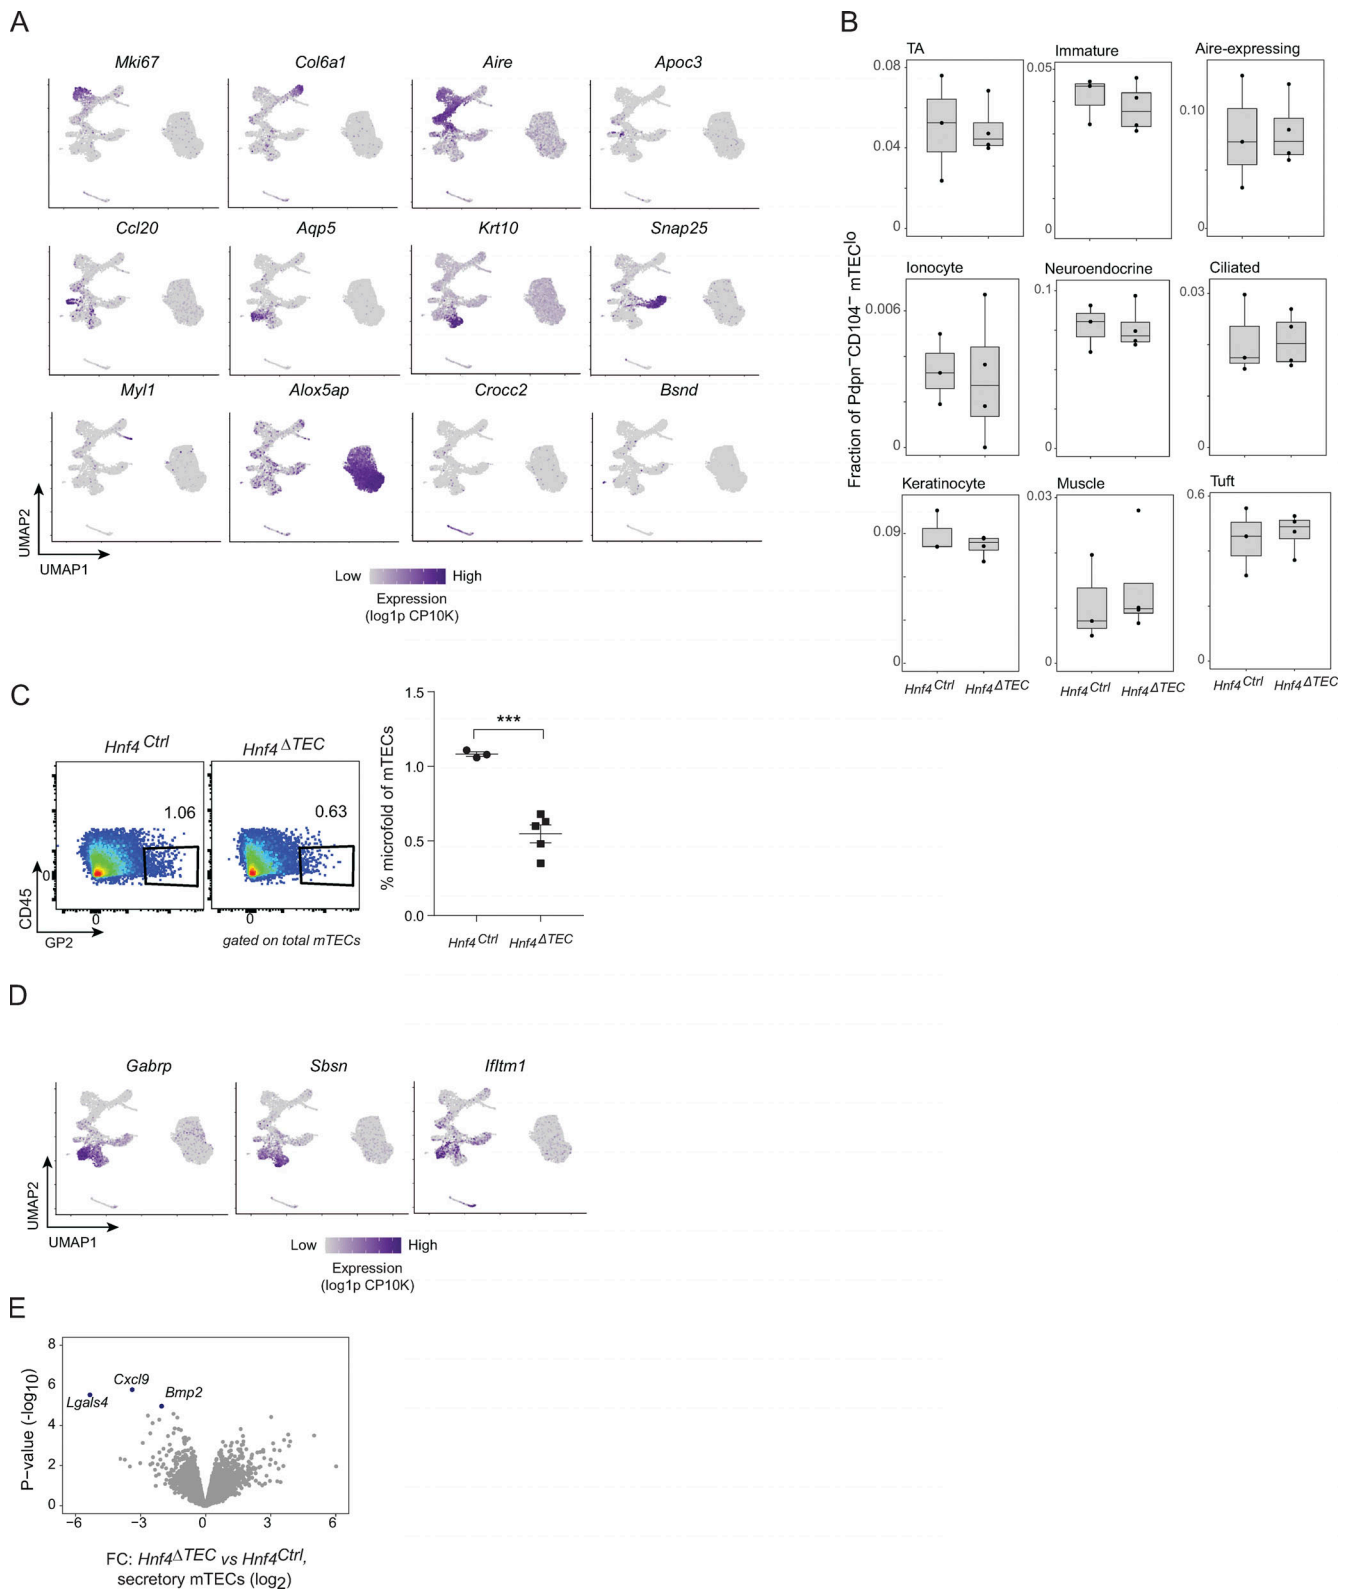 A
Mki67
Col6a1
Aire
Apoc3
Ccl20
Aqp5
Krt10
Snap25
Myl1
Alox5ap
Crocc2
Bsnd
UMAP2
UMAP1
Low
High
Expression
(log1p CP10K)
B
Fraction of Pdpn⁻CD104⁻ mTEClo
TA
0.08
0.04
0
Immature
0.05
0
Aire-expressing
0.10
0
Ionocyte
0.006
0
Neuroendocrine
0.1
0
Ciliated
0.03
0
Keratinocyte
0.09
0
Muscle
0.03
0
Tuft
0.6
0
Hnf4 Ctrl
Hnf4 ΔTEC
Hnf4 Ctrl
Hnf4 ΔTEC
Hnf4 Ctrl
Hnf4 ΔTEC
C
Hnf4 Ctrl
Hnf4 ΔTEC
1.06
0.63
0
CD45
0
0
GP2
gated on total mTECs
% microfold of mTECs
1.5
1.0
0.5
0.0
***
Hnf4 Ctrl
Hnf4 ΔTEC
D
Gabrp
Sbsn
Ifltm1
UMAP2
UMAP1
Low
High
Expression
(log1p CP10K)
E
P−value (-log10)
8
6
4
2
0
Cxcl9
Lgals4
Bmp2
−6
−3
0
3
6
FC: Hnf4ΔTEC vs Hnf4Ctrl,
secretory mTECs (log2)